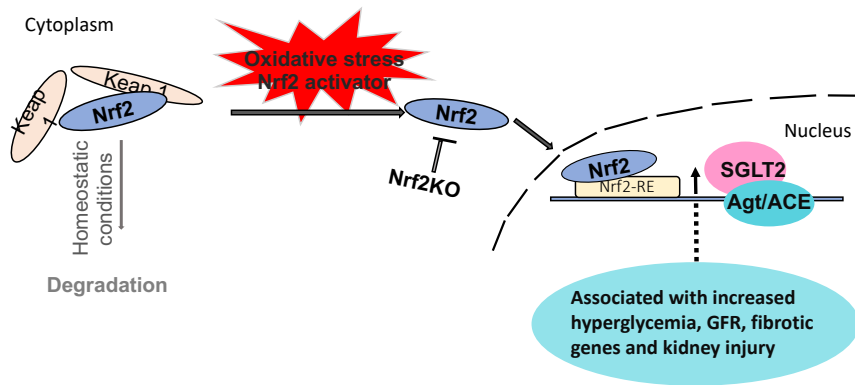 Cytoplasm
Oxidative stress
Nrf2 activator
Keap 1
Keap
1
Nrf2
Nrf2
Nucleus
Nrf2
Nrf2-RE
SGLT2
Agt/ACE
Nrf2KO
Homeostatic
conditions
Degradation
Associated with increased
hyperglycemia, GFR, fibrotic
genes and kidney injury